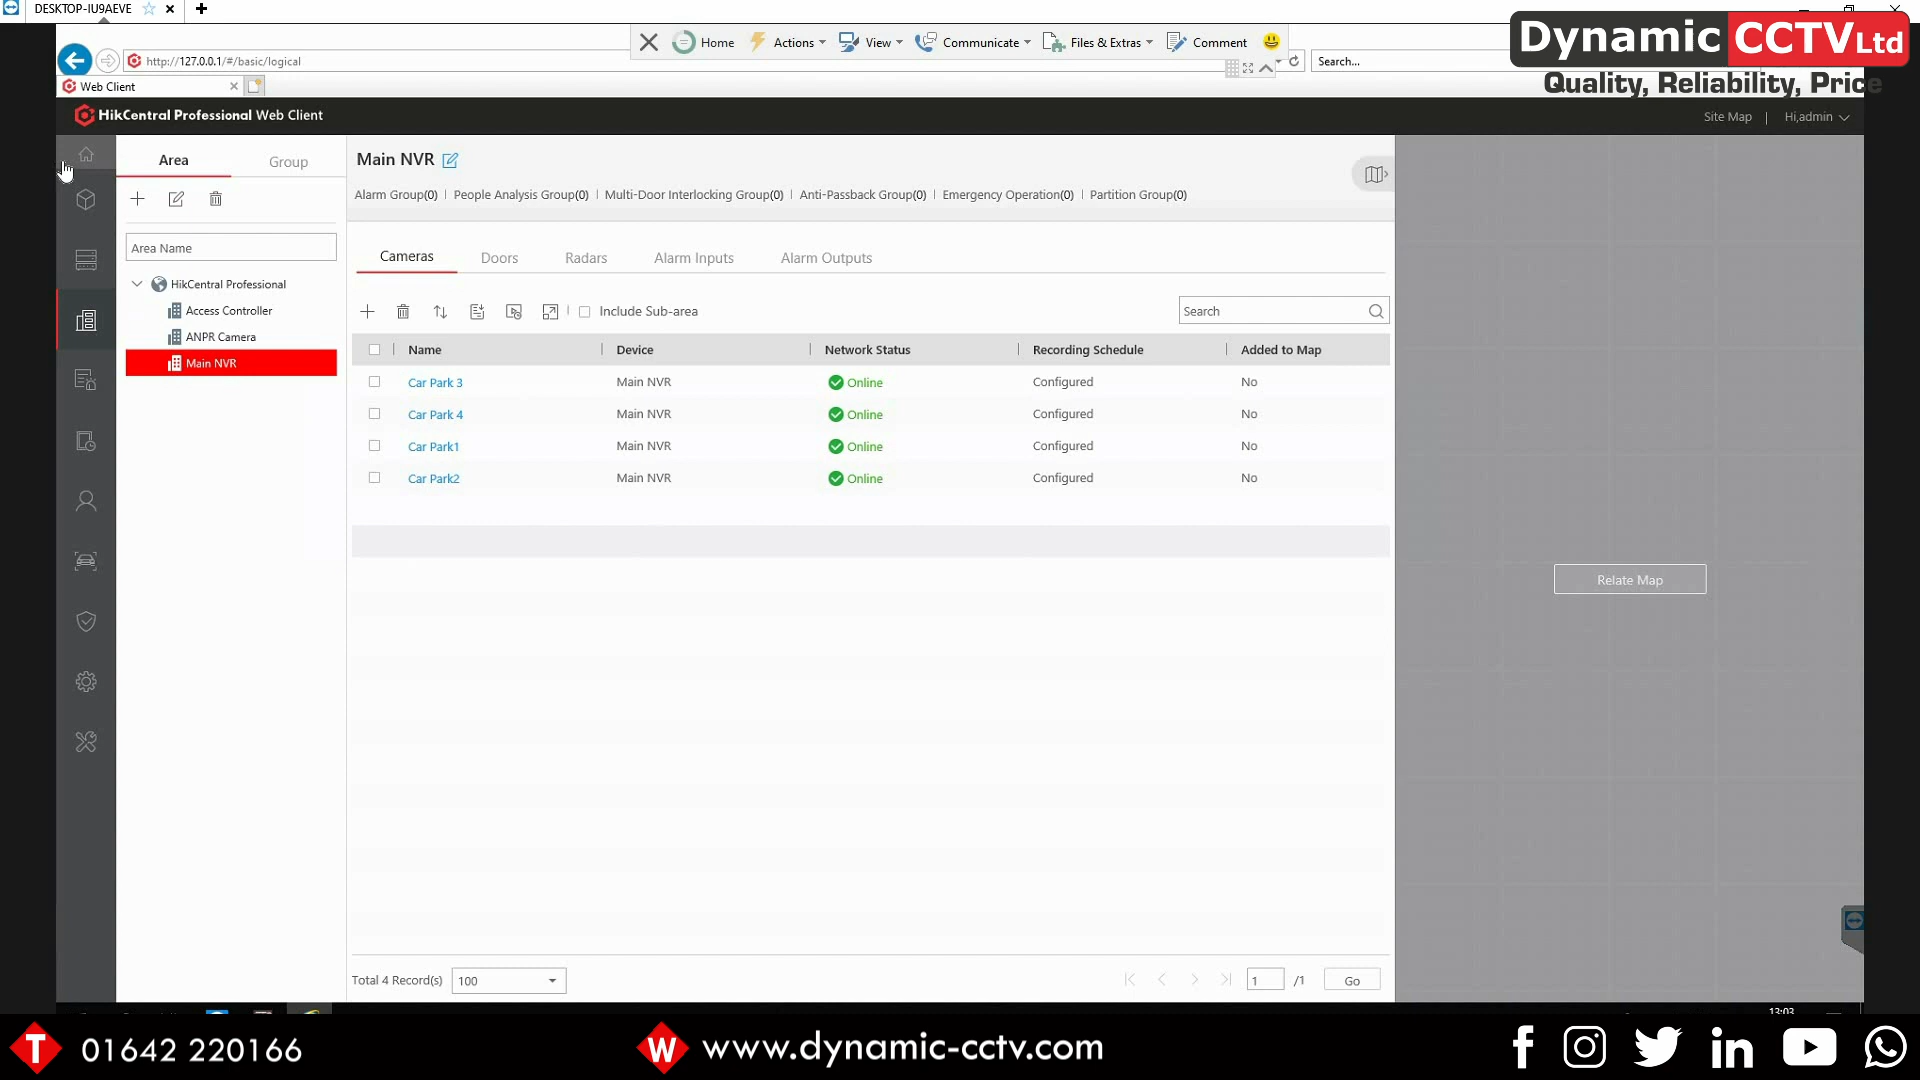 DESKTOP-IU9AEVE
Home Actions View Communicate Files & Extras Comment
http://127.0.0.1/#/basic/logical
Search...
Web Client
Dynamic CCTV Ltd
Quality, Reliability, Price
HikCentral Professional Web Client
Site Map | Hi,admin
Area Group
Area Name
HikCentral Professional
Access Controller
ANPR Camera
Main NVR
Main NVR
Alarm Group(0) | People Analysis Group(0) | Multi-Door Interlocking Group(0) | Anti-Passback Group(0) | Emergency Operation(0) | Partition Group(0)
Cameras Doors Radars Alarm Inputs Alarm Outputs
Include Sub-area
Search
Name Device Network Status Recording Schedule Added to Map
Car Park 3 Main NVR Online Configured No
Car Park 4 Main NVR Online Configured No
Car Park1 Main NVR Online Configured No
Car Park2 Main NVR Online Configured No
Relate Map
Total 4 Record(s) 100 1 /1 Go
13:03
T 01642 220166
W www.dynamic-cctv.com